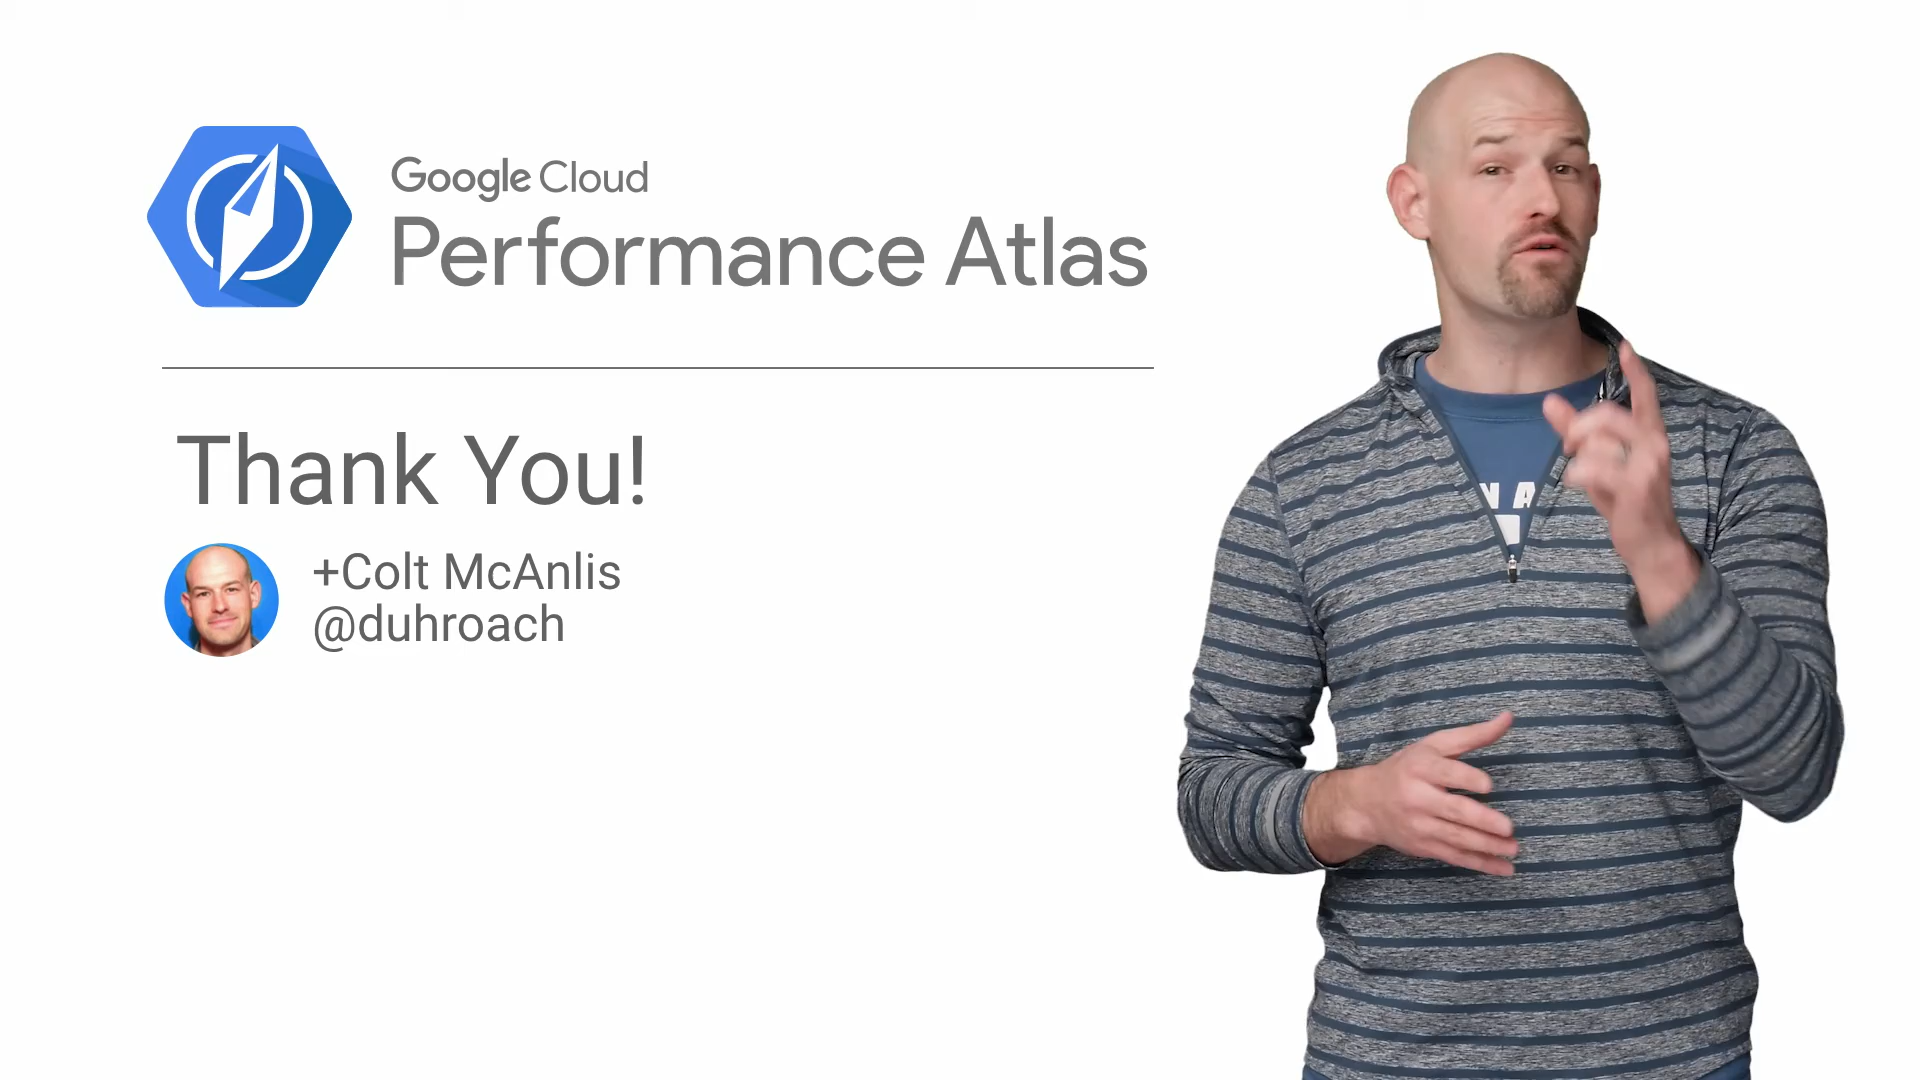 Google Cloud
Performance Atlas
Thank You!
+Colt McAnlis
@duhroach
N A